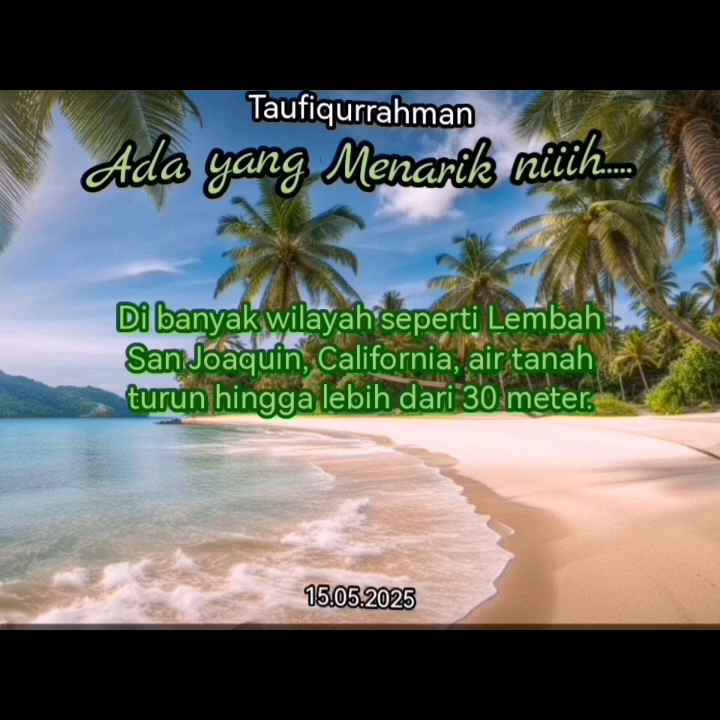 Taufiqurrahman
Ada yang Menarik niiih.....
Di banyak wilayah seperti Lembah
San Joaquin, California, air tanah
turun hingga lebih dari 30 meter.
15.05.2025